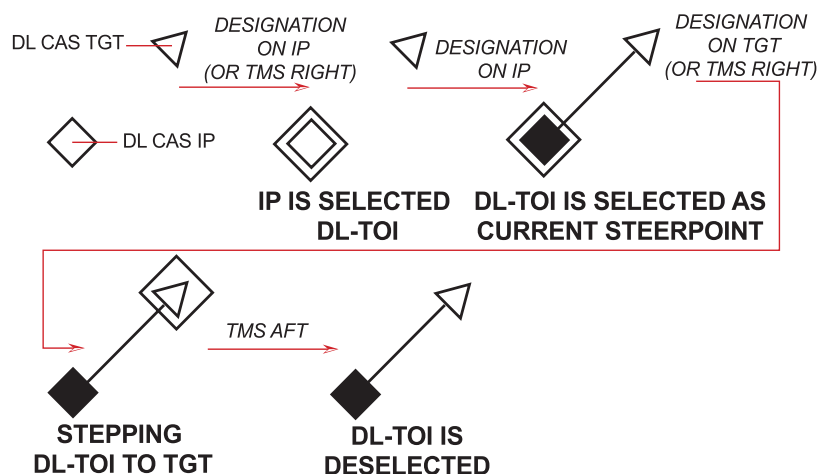 DL CAS TGT
DESIGNATION
ON IP
(OR TMS RIGHT)
DESIGNATION
ON IP
DESIGNATION
ON TGT
(OR TMS RIGHT)
DL CAS IP
IP IS SELECTED
DL-TOI
DL-TOI IS SELECTED AS
CURRENT STEERPOINT
TMS AFT
STEPPING
DL-TOI TO TGT
DL-TOI IS
DESELECTED